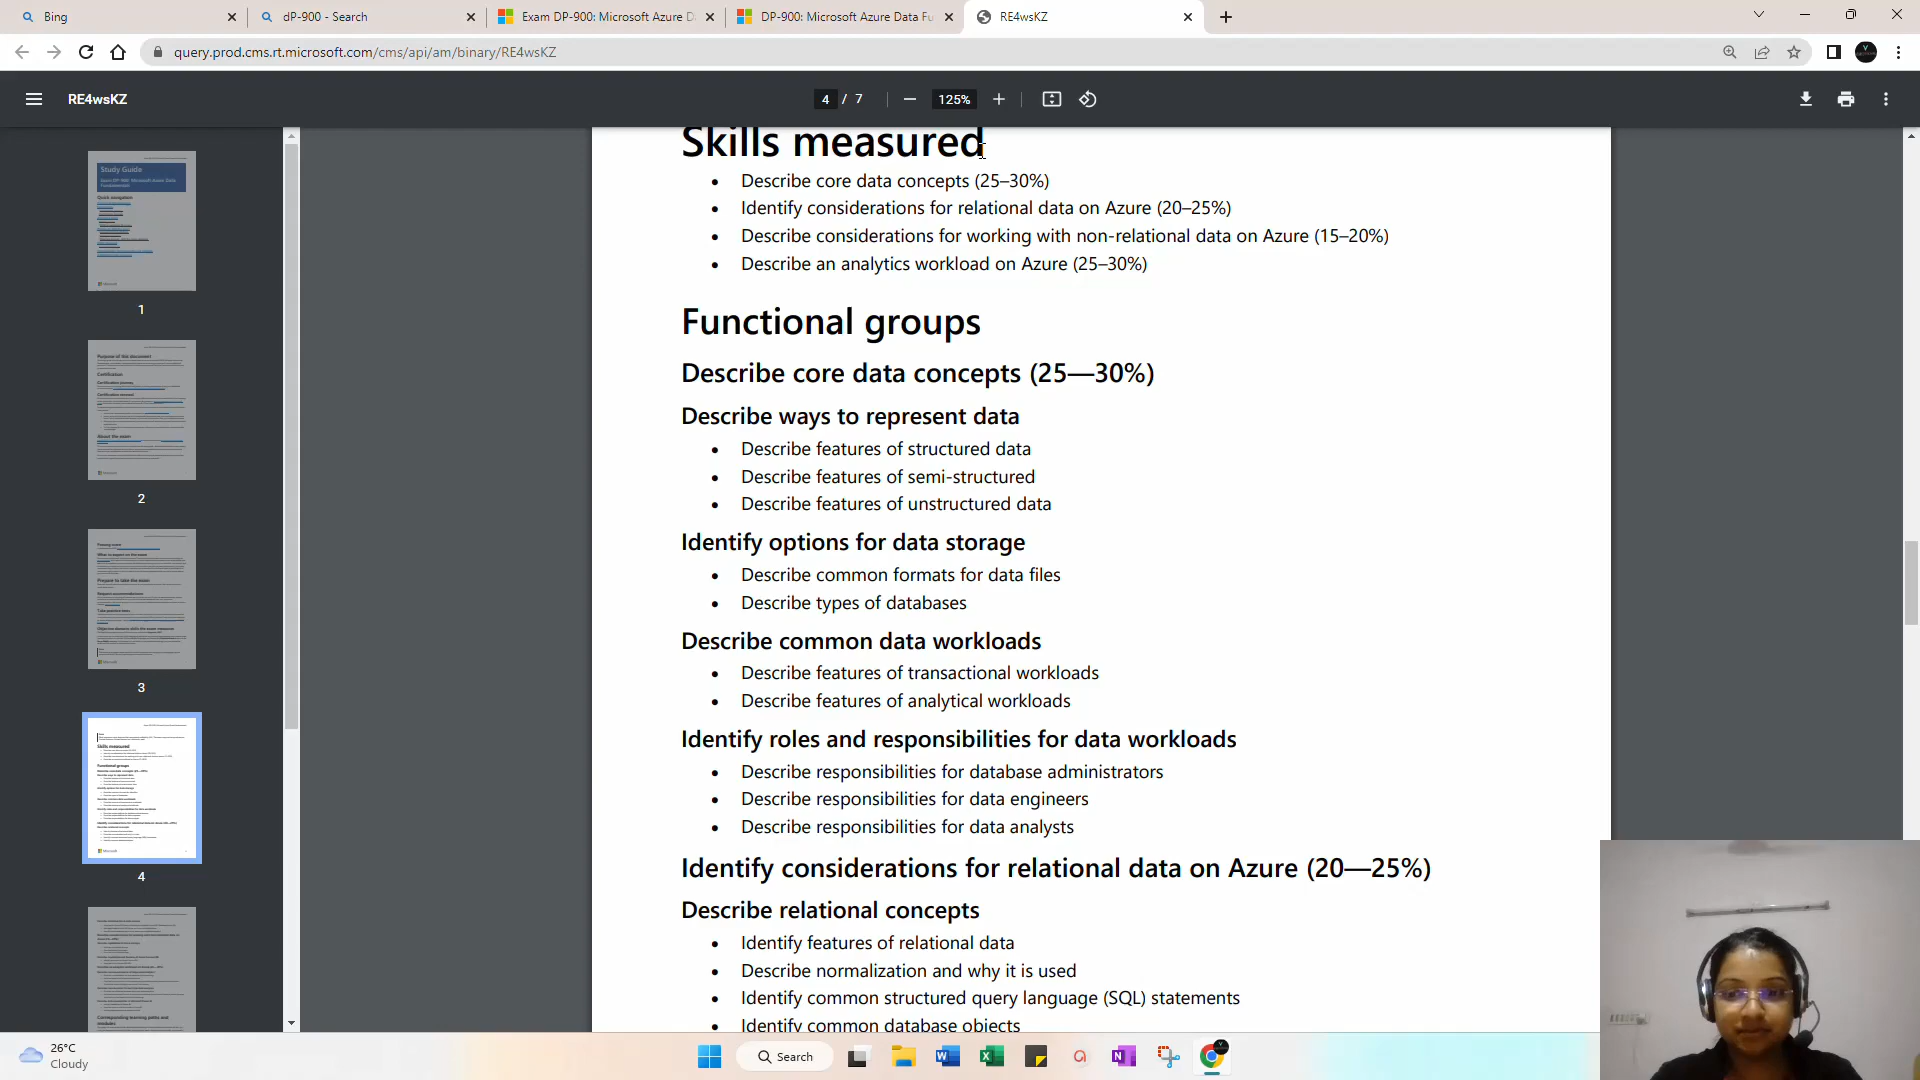 Bing
dP-900 - Search
Exam DP-900: Microsoft Azure D
DP-900: Microsoft Azure Data Fu
RE4wsKZ
query.prod.cms.rt.microsoft.com/cms/api/am/binary/RE4wsKZ
RE4wsKZ
4 / 7
125%
Study Guide
1
2
3
4
Skills measured
• Describe core data concepts (25–30%)
• Identify considerations for relational data on Azure (20–25%)
• Describe considerations for working with non-relational data on Azure (15–20%)
• Describe an analytics workload on Azure (25–30%)
Functional groups
Describe core data concepts (25—30%)
Describe ways to represent data
• Describe features of structured data
• Describe features of semi-structured
• Describe features of unstructured data
Identify options for data storage
• Describe common formats for data files
• Describe types of databases
Describe common data workloads
• Describe features of transactional workloads
• Describe features of analytical workloads
Identify roles and responsibilities for data workloads
• Describe responsibilities for database administrators
• Describe responsibilities for data engineers
• Describe responsibilities for data analysts
Identify considerations for relational data on Azure (20—25%)
Describe relational concepts
• Identify features of relational data
• Describe normalization and why it is used
• Identify common structured query language (SQL) statements
• Identify common database objects
26°C
Cloudy
Search